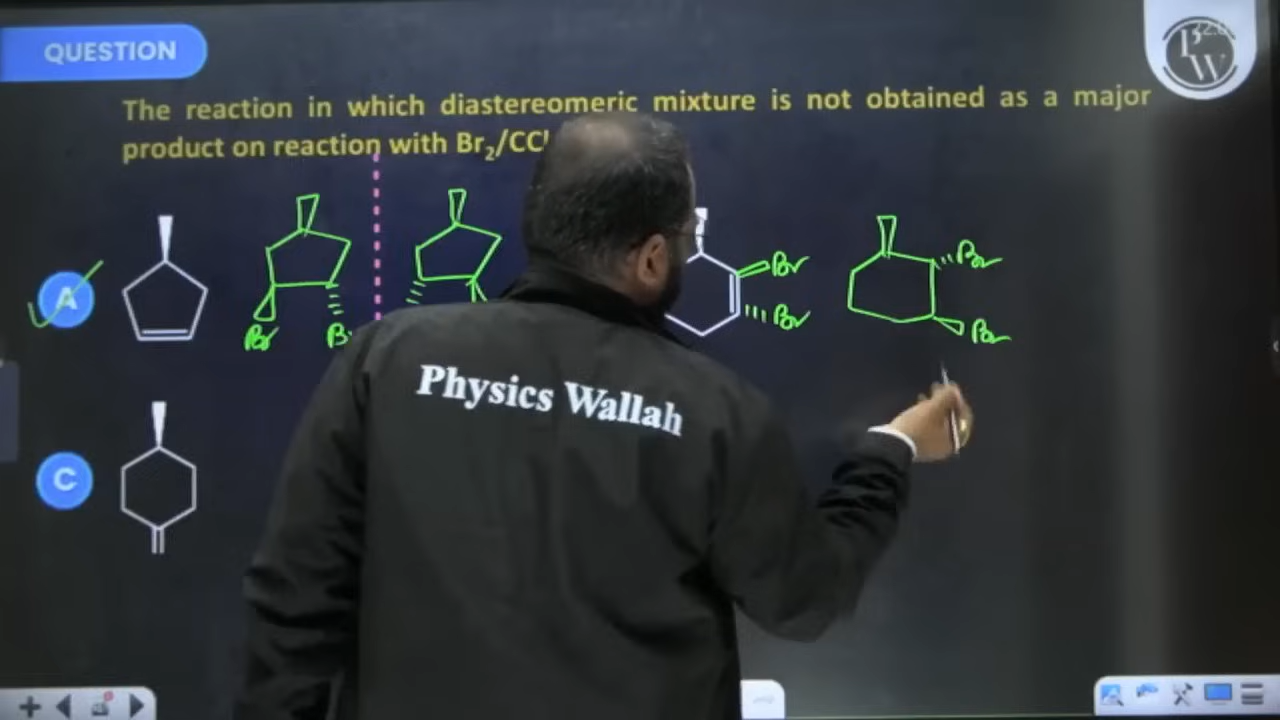 QUESTION
The reaction in which diastereomeric mixture is not obtained as a major
product on reaction with Br₂/CCl
A
Br
B
Br
Br
Br
Br
C
Physics Wallah
P
W